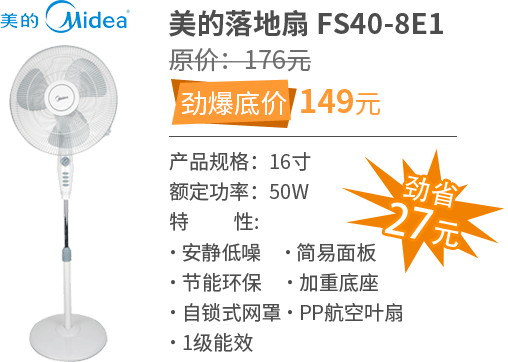 美的 Midea
美的落地扇 FS40-8E1
原价：176元
劲爆底价 149元
产品规格：16寸
额定功率：50W
特 性:
· 安静低噪 · 简易面板
· 节能环保 · 加重底座
· 自锁式网罩 · PP航空叶扇
· 1级能效
劲省
27元